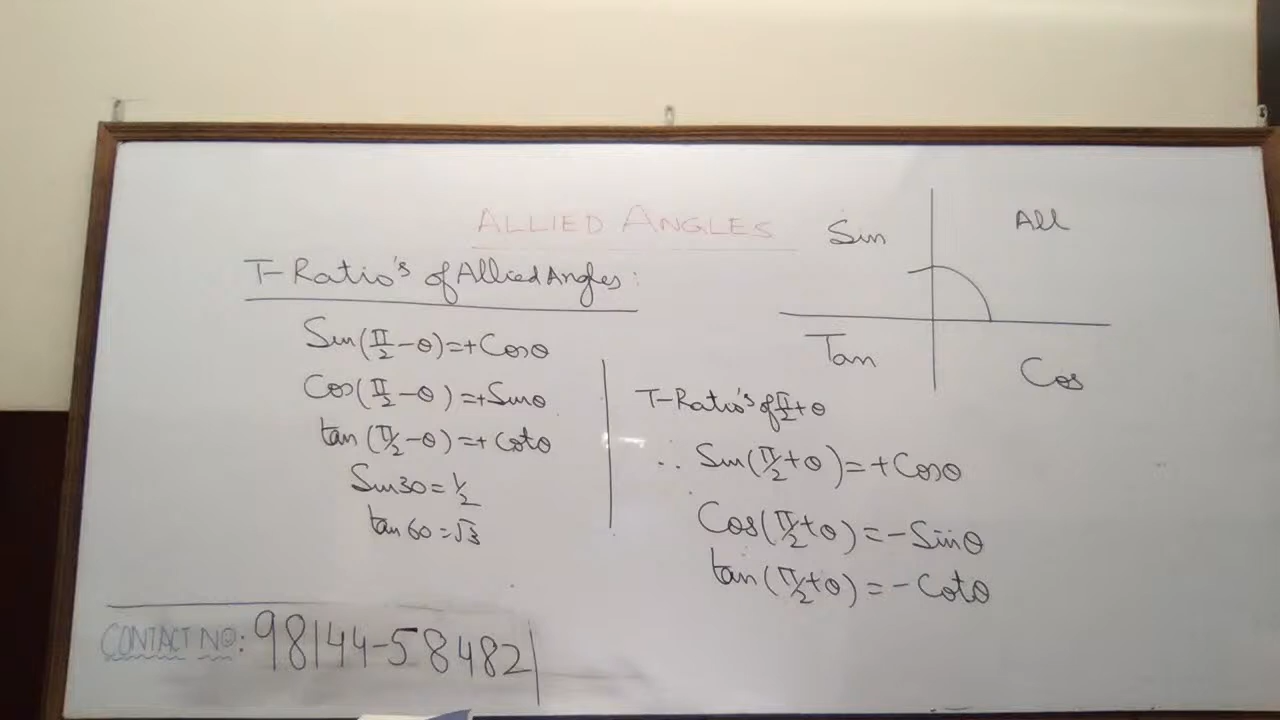 ALLIED ANGLES
T-Ratio's of Allied Angles:
Sin(π/2-θ)=+Cosθ
Cos(π/2-θ)=+Sinθ
tan(π/2-θ)=+Cotθ
Sin30=1/2
tan60=√3
Sin
All
Tan
Cos
T-Ratio's of π/2+θ
∴ Sin(π/2+θ)=+Cosθ
Cos(π/2+θ)=-Sinθ
tan(π/2+θ)=-Cotθ
CONTACT NO: 98144-58482